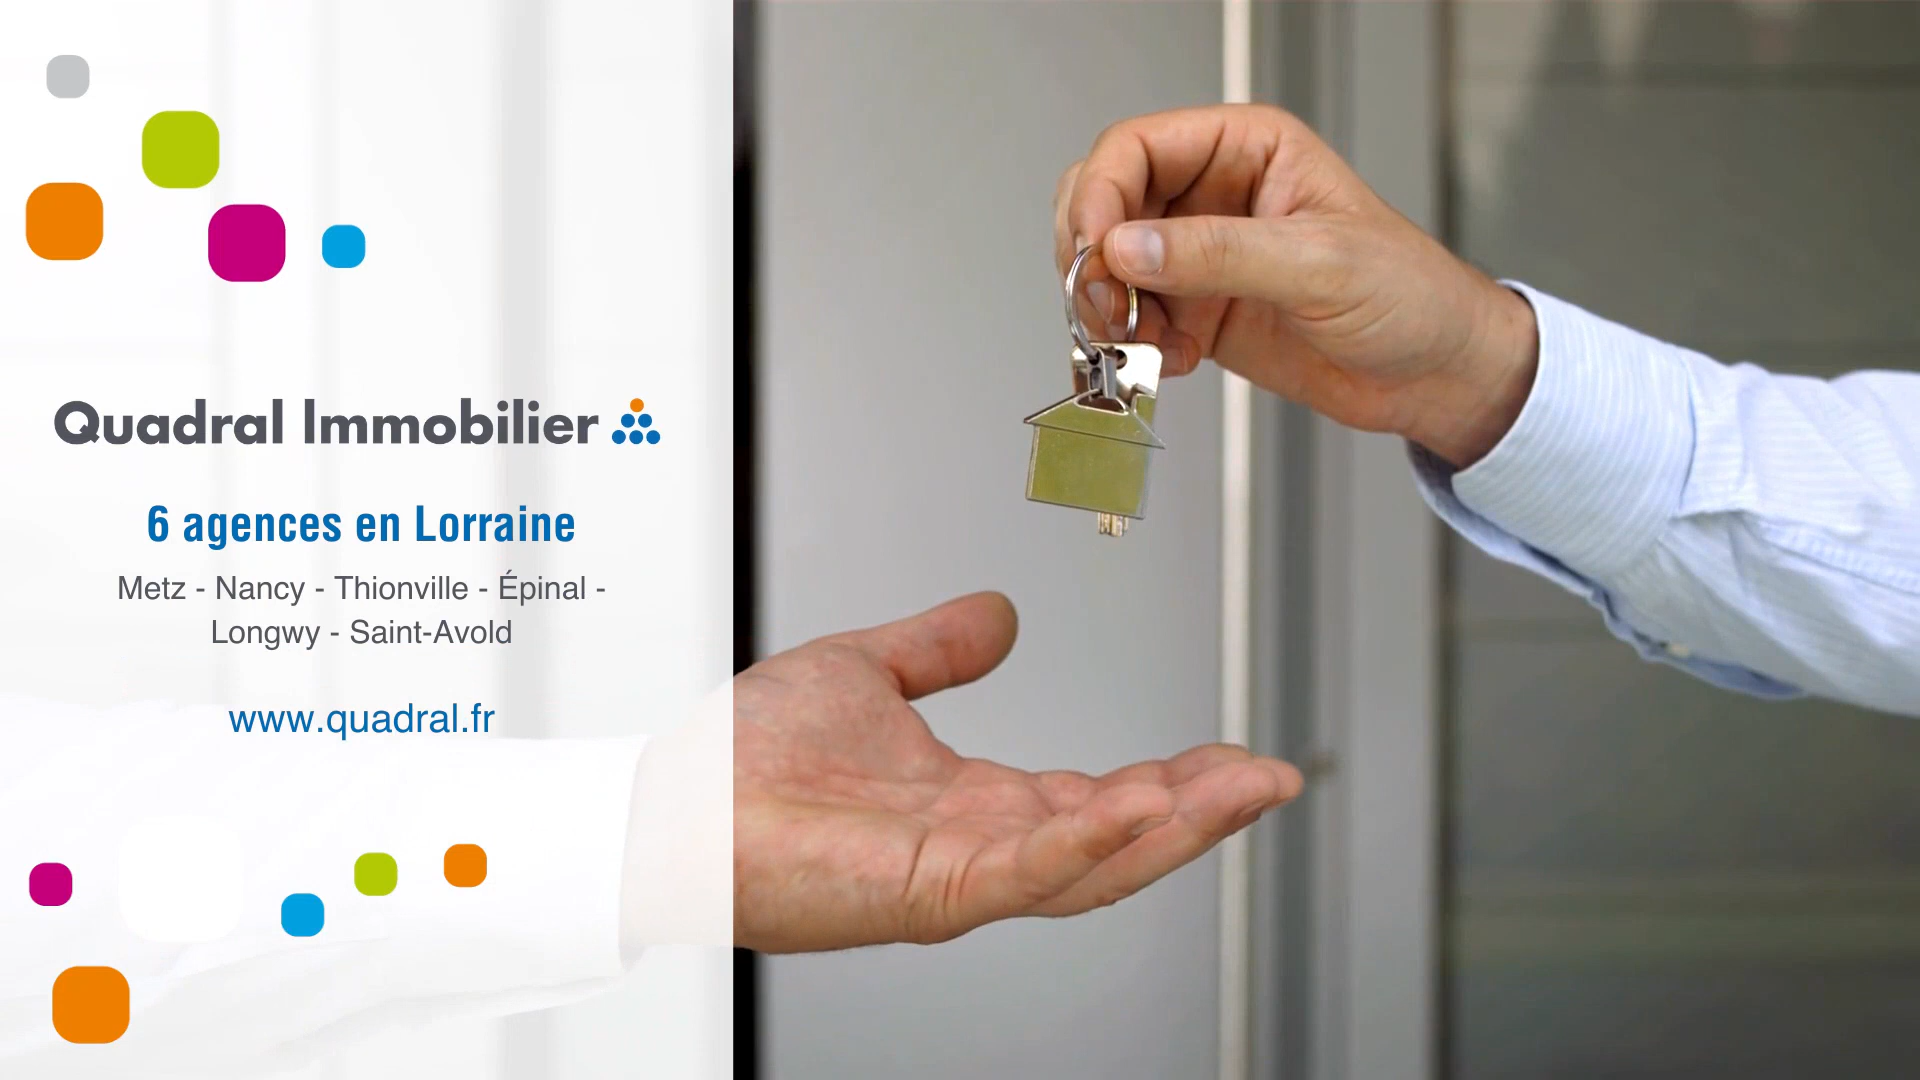 Quadral Immobilier
6 agences en Lorraine
Metz - Nancy - Thionville - Épinal -
Longwy - Saint-Avold
www.quadral.fr